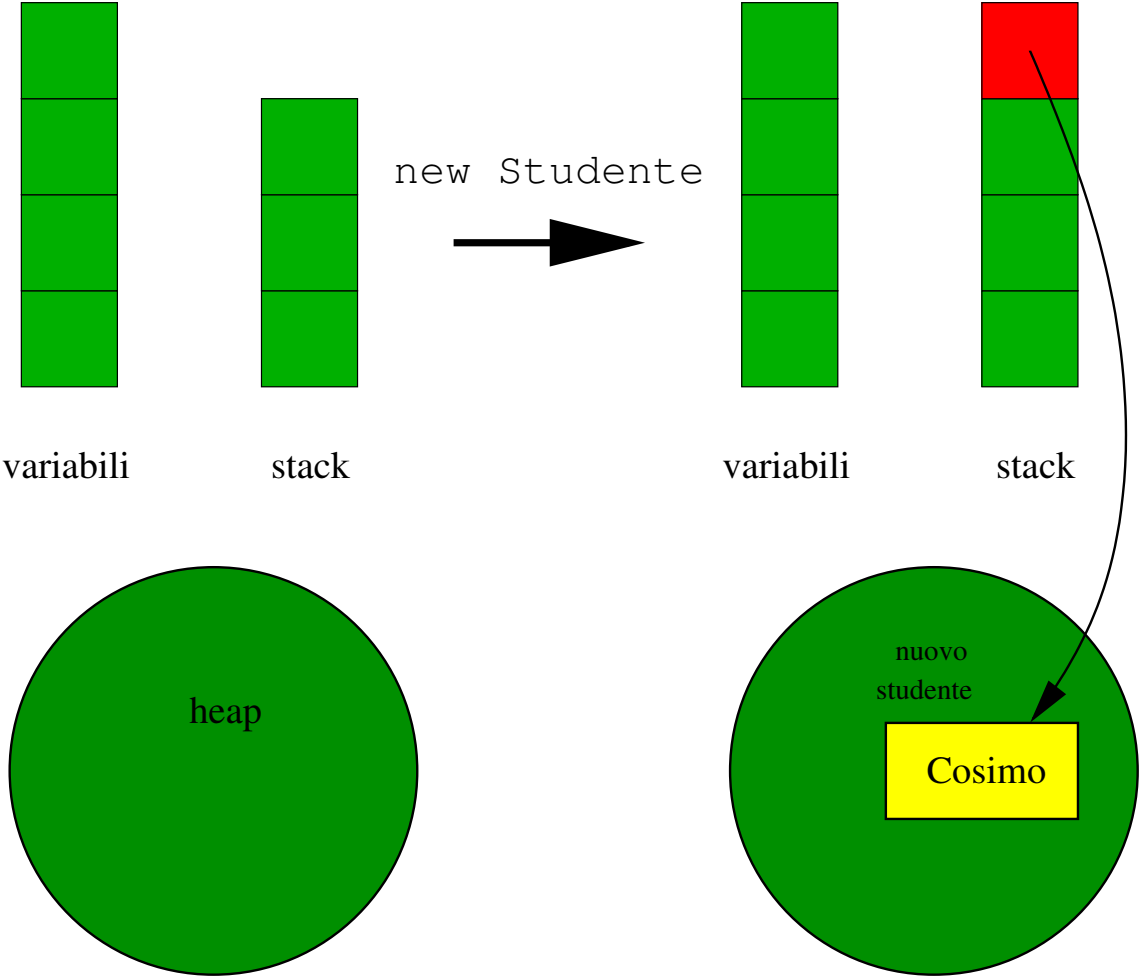 new Studente
variabili
stack
variabili
stack
heap
nuovo
studente
Cosimo